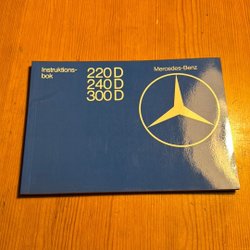 Instruktions-
bok
220 D
240 D
300 D
Mercedes-Benz